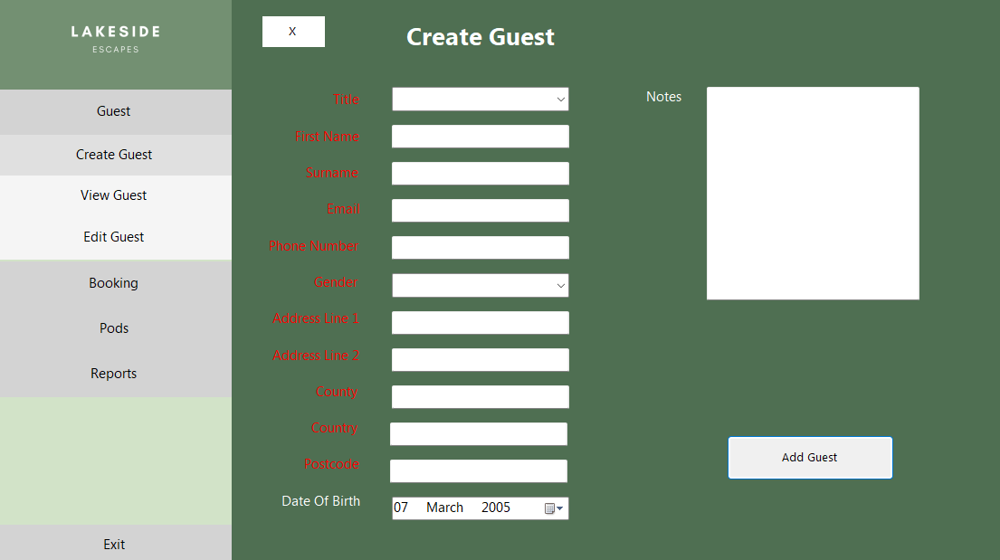 LAKESIDE
ESCAPES
Guest
Create Guest
View Guest
Edit Guest
Booking
Pods
Reports
Exit
X
Create Guest
Title
First Name
Surname
Email
Phone Number
Gender
Address Line 1
Address Line 2
County
Country
Postcode
Date Of Birth
07 March 2005
Notes
Add Guest